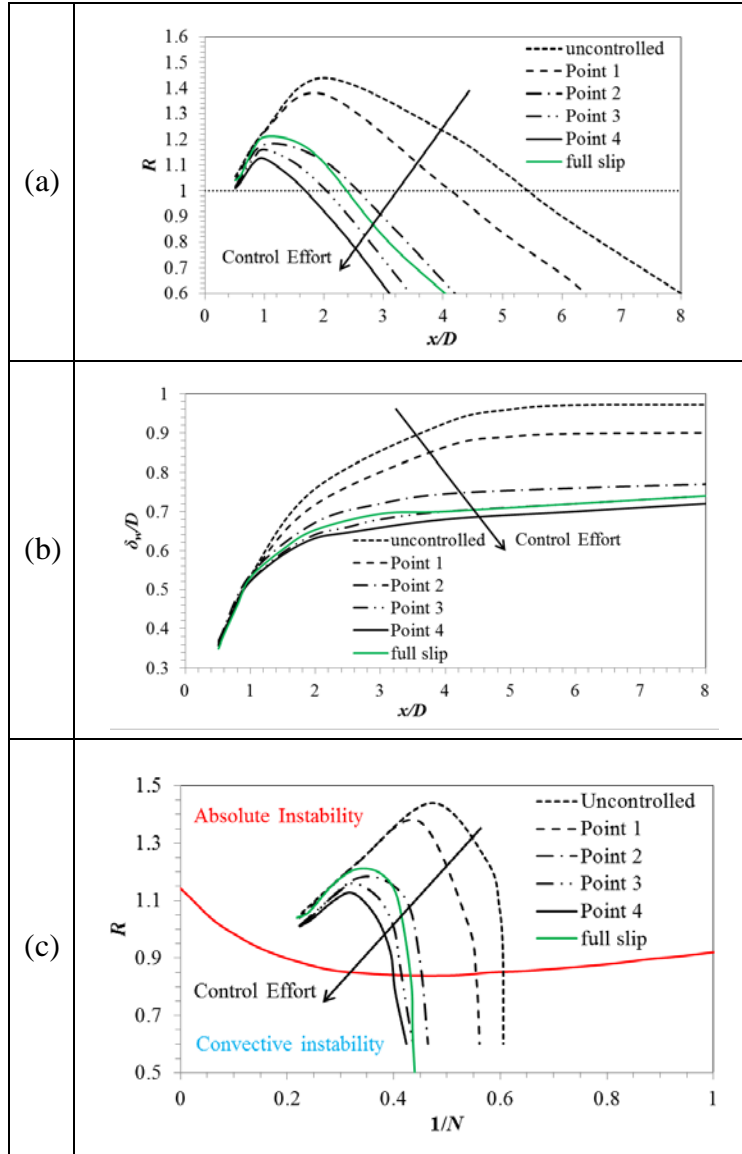 (a)
1.6
1.5
1.4
1.3
1.2
1.1
1
0.9
0.8
0.7
0.6
R
uncontrolled
Point 1
Point 2
Point 3
Point 4
full slip
Control Effort
0 1 2 3 4 5 6 7 8
x/D
(b)
1
0.9
0.8
0.7
0.6
0.5
0.4
0.3
δw/D
uncontrolled
Point 1
Point 2
Point 3
Point 4
full slip
Control Effort
0 1 2 3 4 5 6 7 8
x/D
(c)
1.5
1.3
1.1
0.9
0.7
0.5
R
Absolute Instability
Uncontrolled
Point 1
Point 2
Point 3
Point 4
full slip
Control Effort
Convective instability
0 0.2 0.4 0.6 0.8 1
1/N